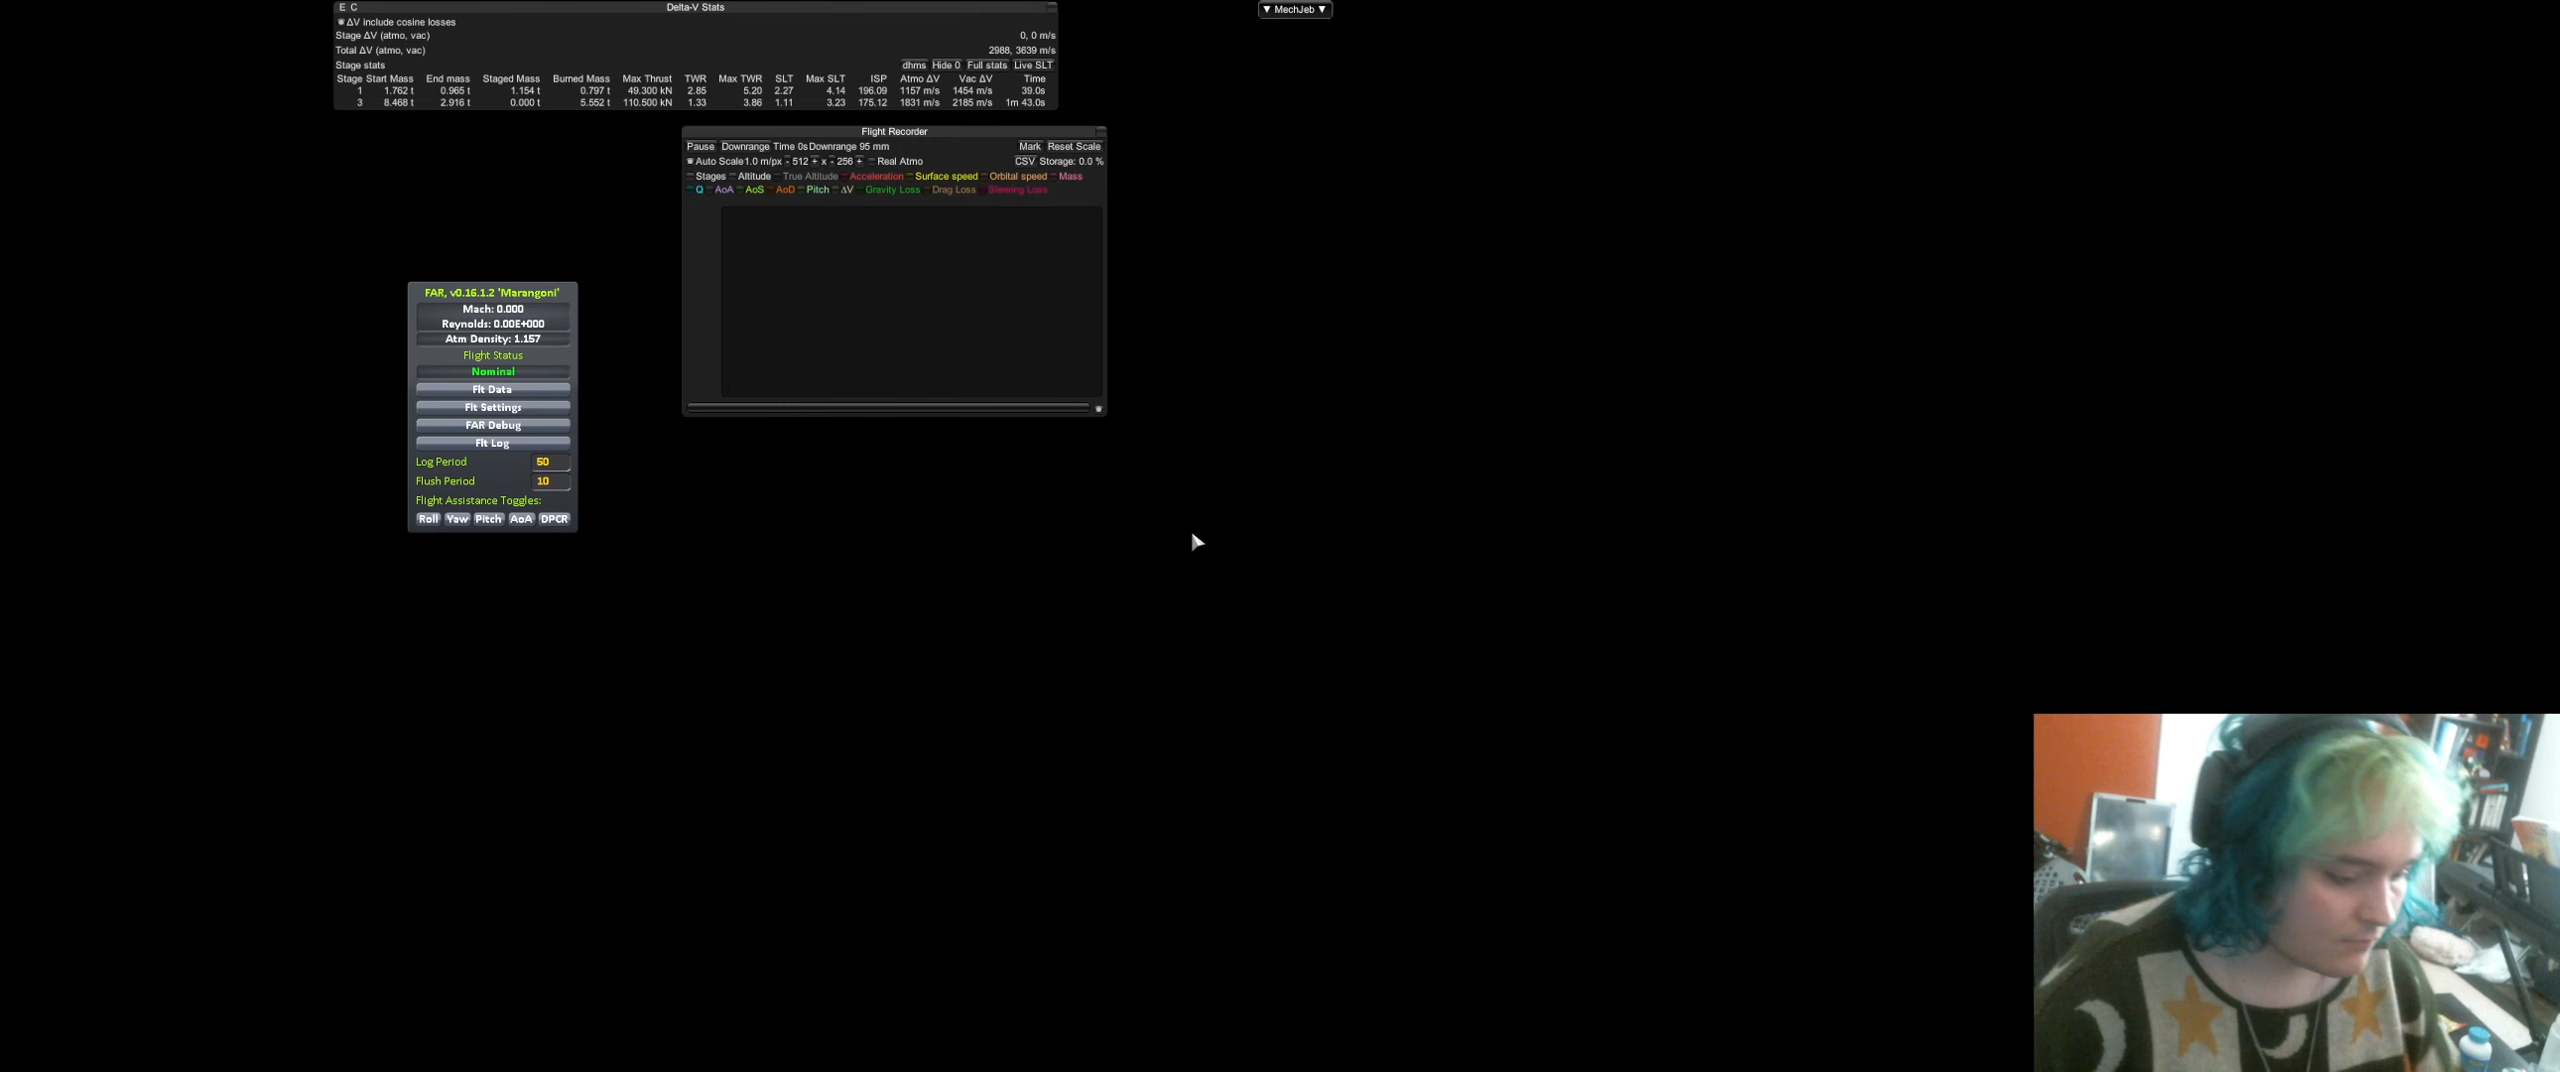 E C Delta-V Stats
ΔV include cosine losses
Stage ΔV (atmo, vac) 0, 0 m/s
Total ΔV (atmo, vac) 2988, 3639 m/s
Stage stats dhms Hide 0 Full stats Live SLT
Stage Start Mass End mass Staged Mass Burned Mass Max Thrust TWR Max TWR SLT Max SLT ISP Atmo ΔV Vac ΔV Time
1 1.762 t 0.965 t 1.154 t 0.797 t 49.300 kN 2.85 5.20 2.27 4.14 196.09 1157 m/s 1454 m/s 39.0s
3 8.468 t 2.916 t 0.000 t 5.552 t 110.500 kN 1.33 3.86 1.11 3.23 175.12 1831 m/s 2185 m/s 1m 43.0s
▼ MechJeb ▼
Flight Recorder
Pause Downrange Time 0s Downrange 95 mm Mark Reset Scale
Auto Scale 1.0 m/px - 512 + x - 256 + Real Atmo CSV Storage: 0.0 %
Stages Altitude True Altitude Acceleration Surface speed Orbital speed Mass
Q AoA AoS AoD Pitch ΔV Gravity Loss Drag Loss Steering Loss
FAR, v0.16.1.2 'Marangoni'
Mach: 0.000
Reynolds: 0.00E+000
Atm Density: 1.157
Flight Status
Nominal
Flt Data
Flt Settings
FAR Debug
Flt Log
Log Period 50
Flush Period 10
Flight Assistance Toggles:
Roll Yaw Pitch AoA DPCR